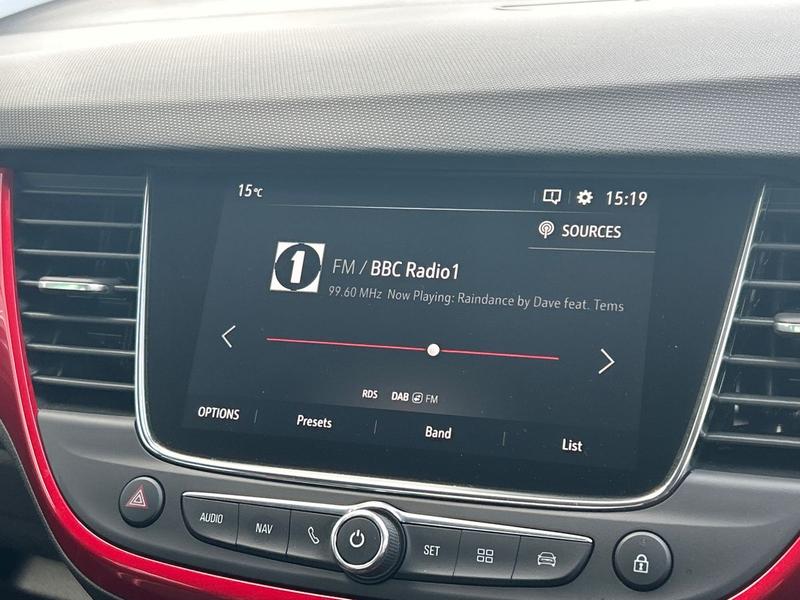 15°C
15:19
SOURCES
1
FM / BBC Radio1
99.60 MHz Now Playing: Raindance by Dave feat. Tems
RDS DAB FM
OPTIONS Presets Band List
AUDIO NAV SET